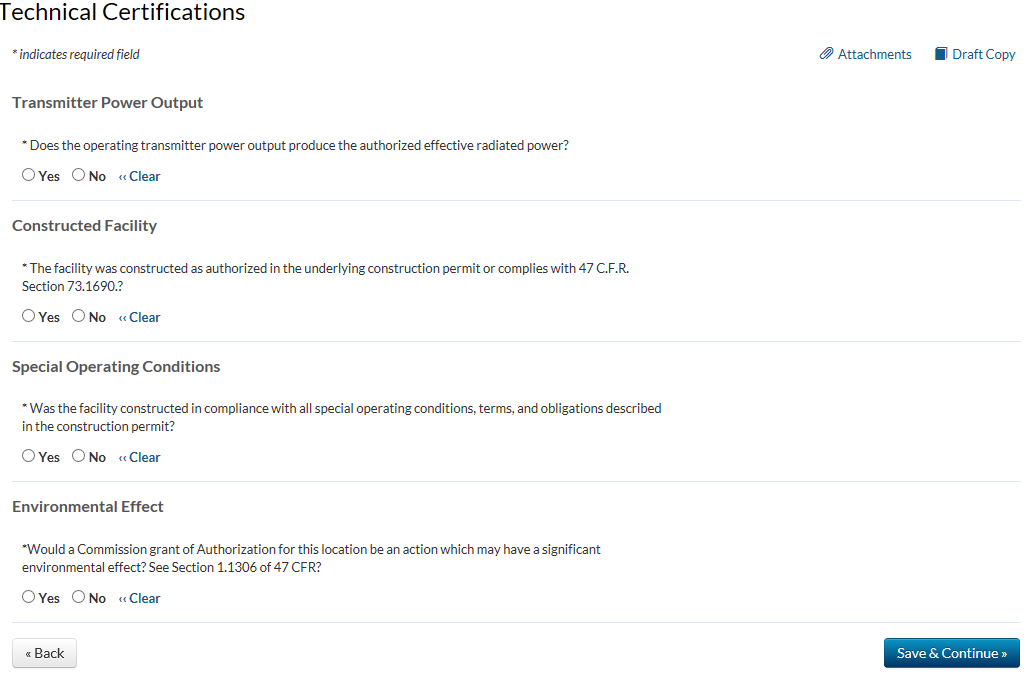 Technical Certifications
* indicates required field
Attachments
Draft Copy
Transmitter Power Output
* Does the operating transmitter power output produce the authorized effective radiated power?
Yes No ‹‹ Clear
Constructed Facility
* The facility was constructed as authorized in the underlying construction permit or complies with 47 C.F.R.
Section 73.1690.?
Yes No ‹‹ Clear
Special Operating Conditions
* Was the facility constructed in compliance with all special operating conditions, terms, and obligations described
in the construction permit?
Yes No ‹‹ Clear
Environmental Effect
*Would a Commission grant of Authorization for this location be an action which may have a significant
environmental effect? See Section 1.1306 of 47 CFR?
Yes No ‹‹ Clear
« Back
Save & Continue »